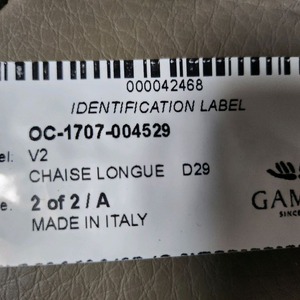 000042468
IDENTIFICATION LABEL
OC-1707-004529
el. V2
CHAISE LONGUE D29
e. 2 of 2 / A
MADE IN ITALY
GAM
SINCE